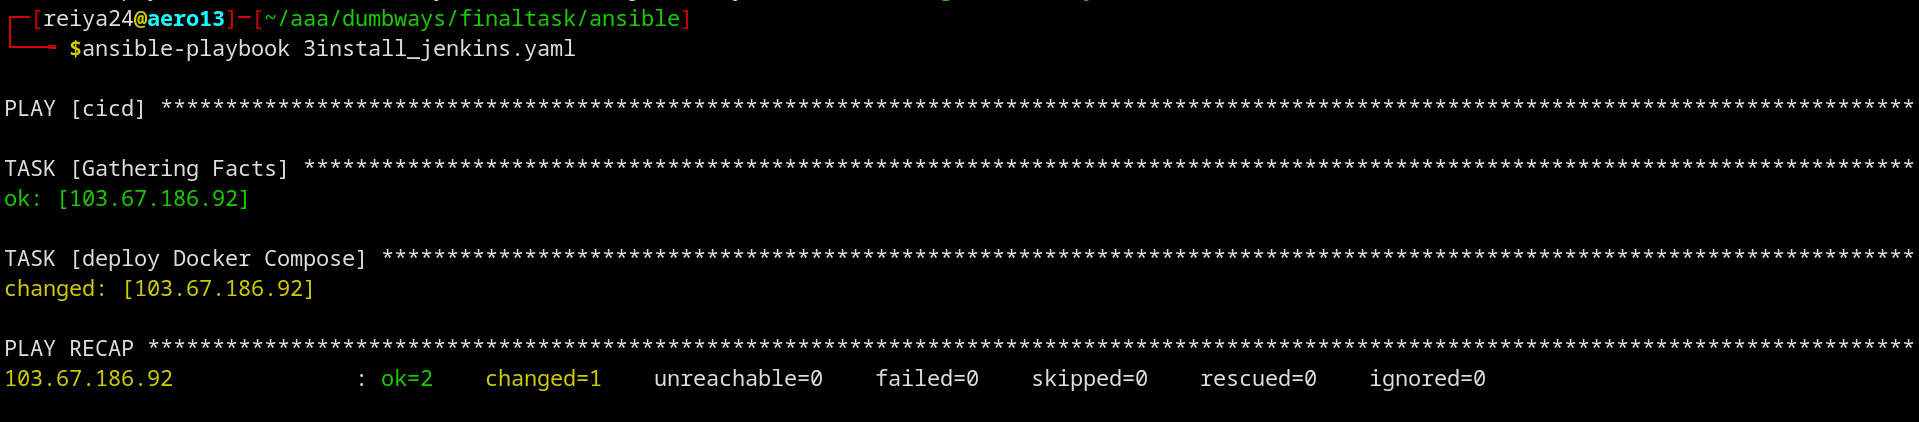 [reiya24@aero13]─[~/aaa/dumbways/finaltask/ansible]
$ansible-playbook 3install_jenkins.yaml
PLAY [cicd] ***************************************************************************************************************************************
TASK [Gathering Facts] ****************************************************************************************************************************
ok: [103.67.186.92]
TASK [deploy Docker Compose] **********************************************************************************************************************
changed: [103.67.186.92]
PLAY RECAP ****************************************************************************************************************************************
103.67.186.92              : ok=2    changed=1    unreachable=0    failed=0    skipped=0    rescued=0    ignored=0